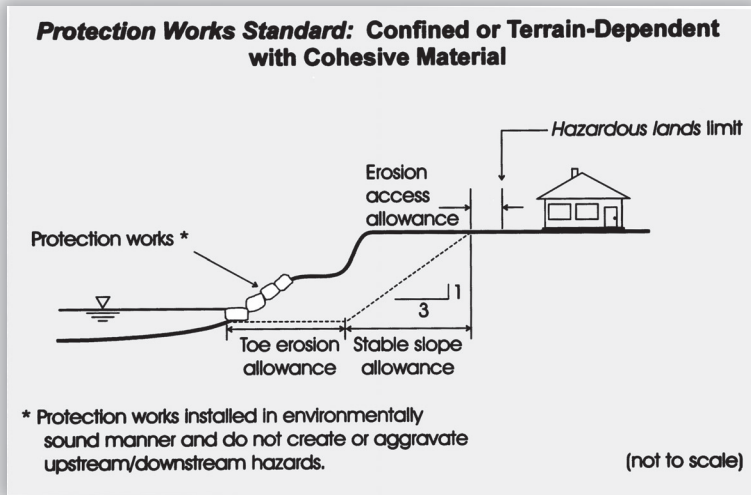 Protection Works Standard: Confined or Terrain-Dependent
with Cohesive Material
Hazardous lands limit
Erosion
access
allowance
Protection works *
1
3
Toe erosion
allowance
Stable slope
allowance
* Protection works installed in environmentally
sound manner and do not create or aggravate
upstream/downstream hazards.
(not to scale)